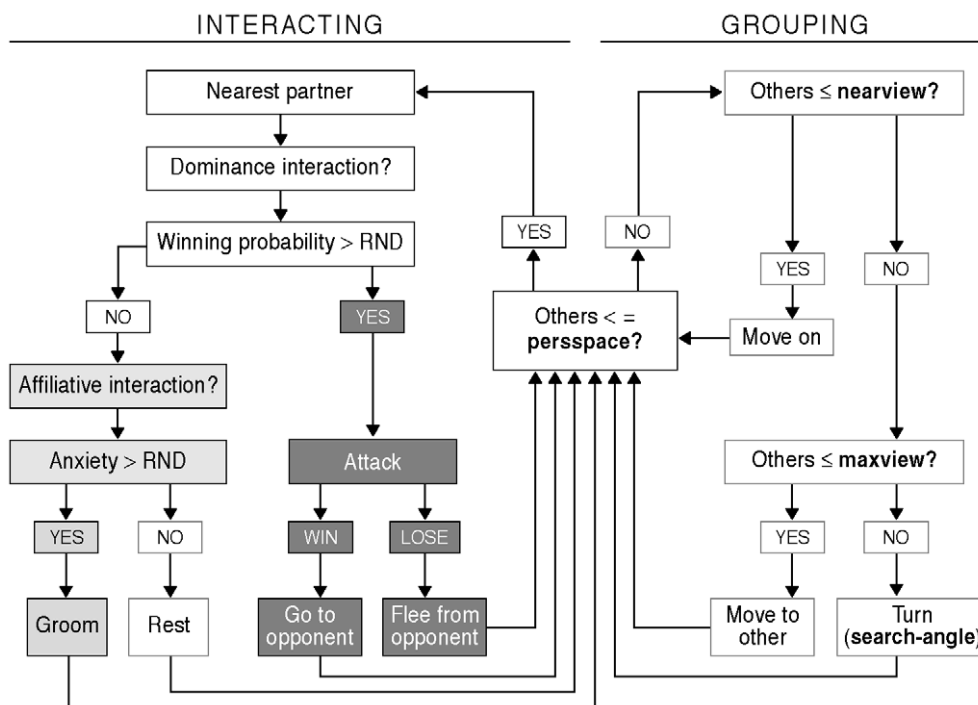 INTERACTING
Nearest partner
Dominance interaction?
Winning probability > RND
NO
YES
Affiliative interaction?
Anxiety > RND
YES
NO
Groom
Rest
Attack
WIN
LOSE
Go to
opponent
Flee from
opponent
YES
NO
Others < =
persspace?
GROUPING
Others ≤ nearview?
YES
NO
Move on
Others ≤ maxview?
YES
NO
Move to
other
Turn
(search-angle)